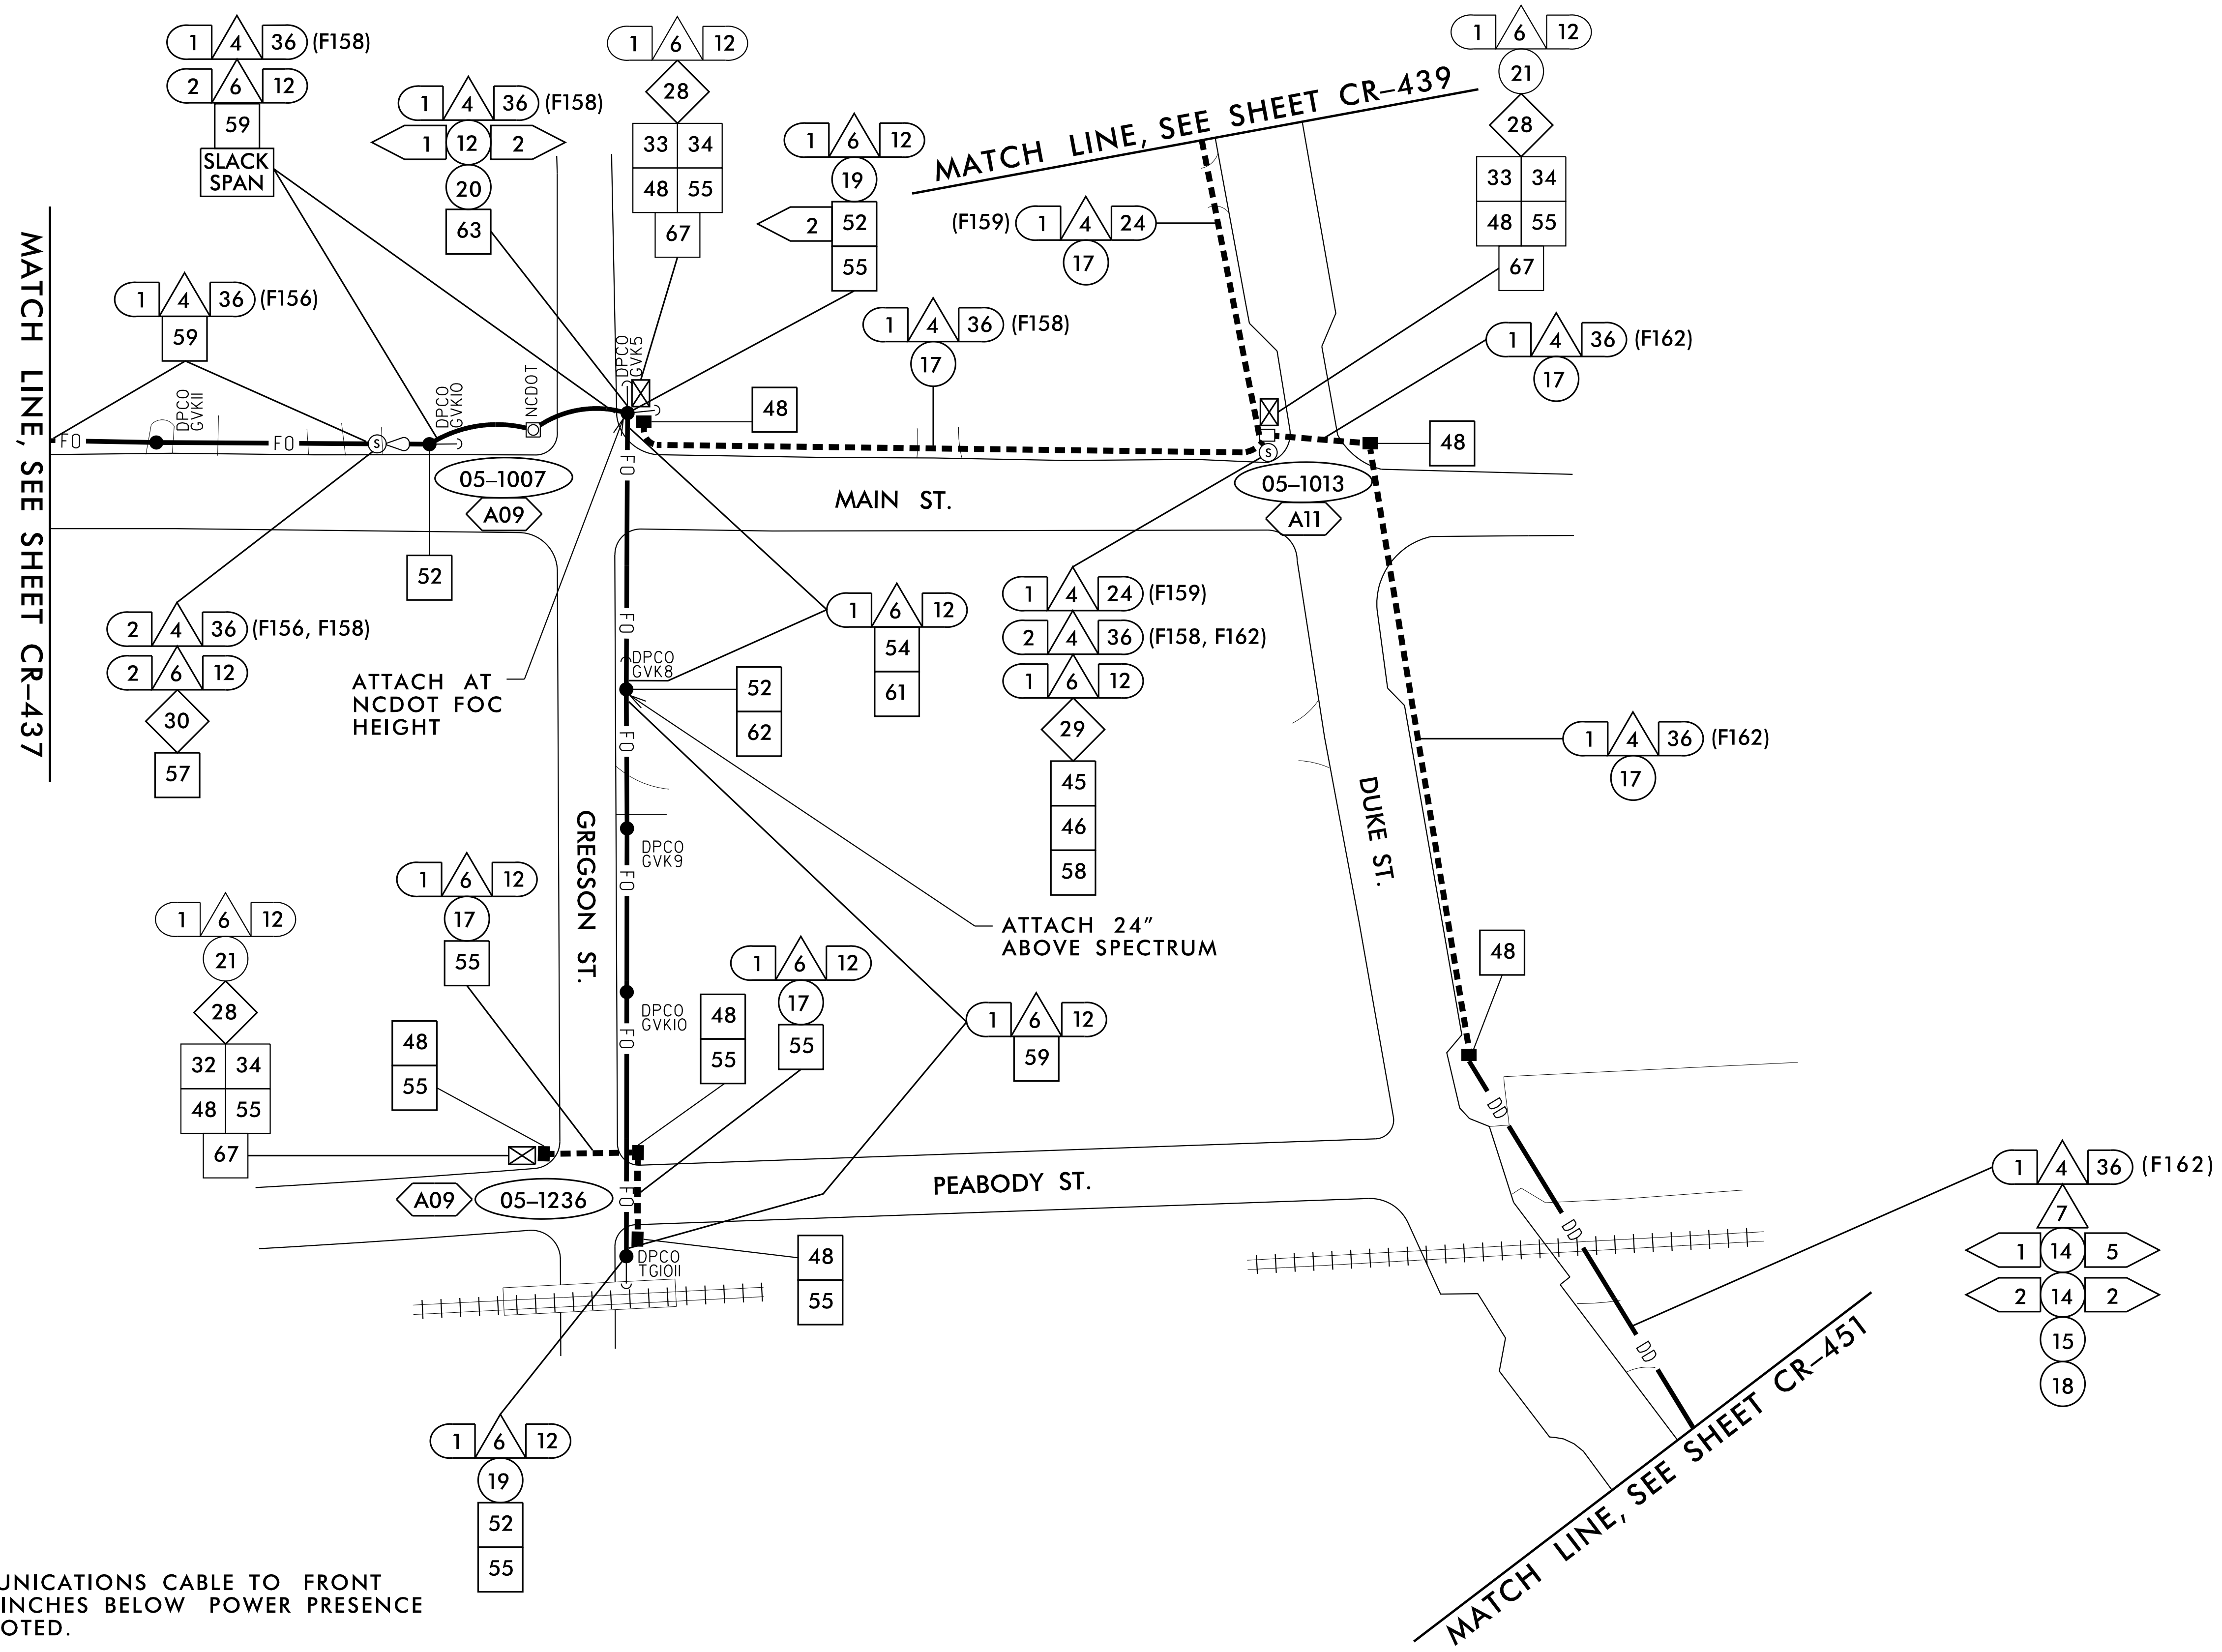 1 4 36 (F158)
2 6 12
59
SLACK
SPAN
1 4 36 (F158)
1 12 2
20
63
1 6 12
28
33 34
48 55
67
1 6 12
19
2 52
55
MATCH LINE, SEE SHEET CR-439
(F159) 1 4 24
17
1 6 12
21
28
33 34
48 55
67
1 4 36 (F158)
17
1 4 36 (F162)
17
MATCH LINE, SEE SHEET CR-437
1 4 36 (F156)
59
DPCO
GVK11
DPCO
GVK10
NCDOT
DPCO
GVK5
48
48
FO
FO
S
S
FO
05-1007
A09
MAIN ST.
05-1013
A11
52
2 4 36 (F156, F158)
2 6 12
30
57
ATTACH AT
NCDOT FOC
HEIGHT
FO
DPCO
GVK8
52
62
1 6 12
54
61
1 4 24 (F159)
2 4 36 (F158, F162)
1 6 12
29
45
46
58
1 4 36 (F162)
17
FO
GREGSON ST.
DPCO
GVK9
FO
DUKE ST.
ATTACH 24"
ABOVE SPECTRUM
1 6 12
17
55
1 6 12
21
28
32 34
48 55
67
48
55
DPCO
GVK10
FO
48
55
1 6 12
17
55
1 6 12
59
48
DD
A09
05-1236
FO
PEABODY ST.
DPCO
TG1011
48
55
DD
DD
1 4 36 (F162)
7
1 14 5
2 14 2
15
18
MATCH LINE, SEE SHEET CR-451
1 6 12
19
52
55
UNICATIONS CABLE TO FRONT
INCHES BELOW POWER PRESENCE
OTED.